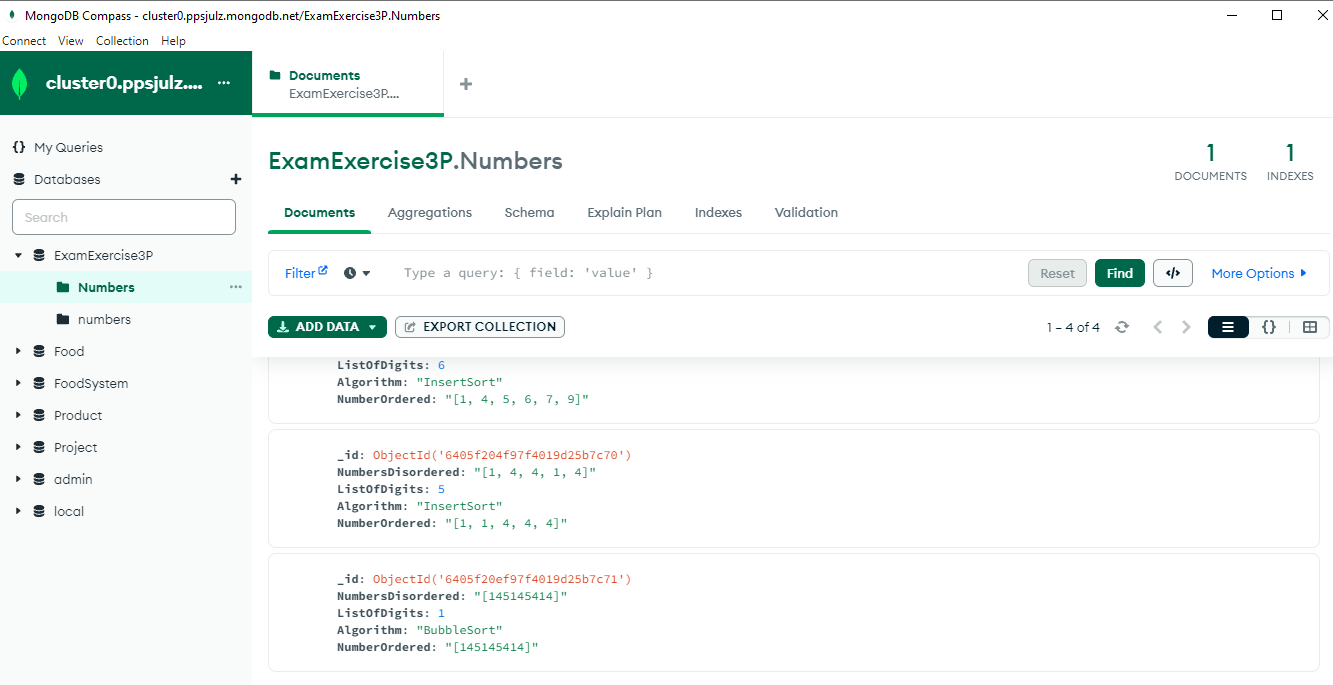 MongoDB Compass - cluster0.ppsjulz.mongodb.net/ExamExercise3P.Numbers
Connect View Collection Help
cluster0.ppsjulz.... ...
Documents
ExamExercise3P....
+
{} My Queries
Databases +
Search
ExamExercise3P
Numbers ...
numbers
Food
FoodSystem
Product
Project
admin
local
ExamExercise3P.Numbers
1
DOCUMENTS
1
INDEXES
Documents Aggregations Schema Explain Plan Indexes Validation
Filter Type a query: { field: 'value' } Reset Find </> More Options
ADD DATA EXPORT COLLECTION 1 – 4 of 4 {}
ListOfDigits: 6
Algorithm: "InsertSort"
NumberOrdered: "[1, 4, 5, 6, 7, 9]"
_id: ObjectId('6405f204f97f4019d25b7c70')
NumbersDisordered: "[1, 4, 4, 1, 4]"
ListOfDigits: 5
Algorithm: "InsertSort"
NumberOrdered: "[1, 1, 4, 4, 4]"
_id: ObjectId('6405f20ef97f4019d25b7c71')
NumbersDisordered: "[145145414]"
ListOfDigits: 1
Algorithm: "BubbleSort"
NumberOrdered: "[145145414]"